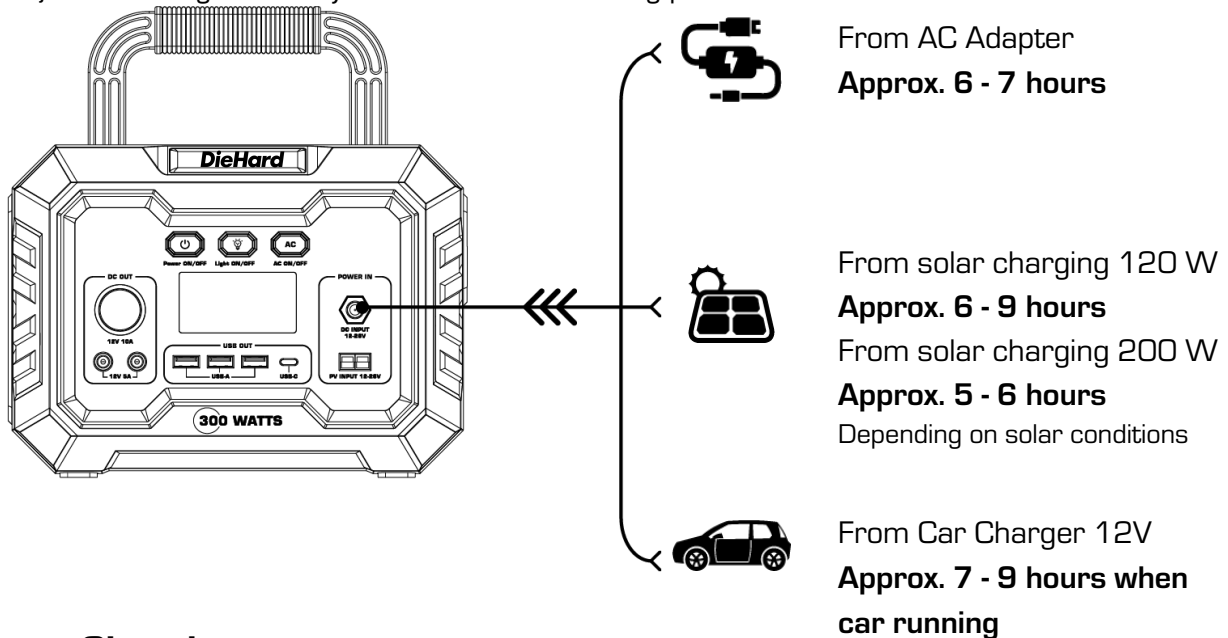 From AC Adapter
Approx. 6 - 7 hours
DieHard
AC
Power ON/OFF Light ON/OFF AC ON/OFF
DC OUT
POWER IN
DC INPUT
12-26V
12V 10A
USB OUT
12V 5A
USB-A
USB-C
PV INPUT 12-26V
300 WATTS
From solar charging 120 W
Approx. 6 - 9 hours
From solar charging 200 W
Approx. 5 - 6 hours
Depending on solar conditions
From Car Charger 12V
Approx. 7 - 9 hours when
car running